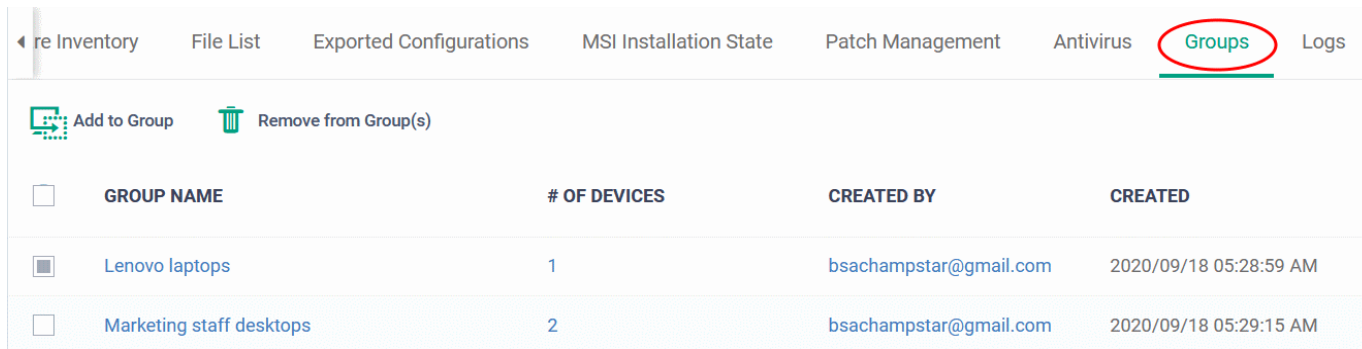 re Inventory File List Exported Configurations MSI Installation State Patch Management Antivirus Groups Logs
Add to Group Remove from Group(s)
GROUP NAME # OF DEVICES CREATED BY CREATED
Lenovo laptops 1 bsachampstar@gmail.com 2020/09/18 05:28:59 AM
Marketing staff desktops 2 bsachampstar@gmail.com 2020/09/18 05:29:15 AM